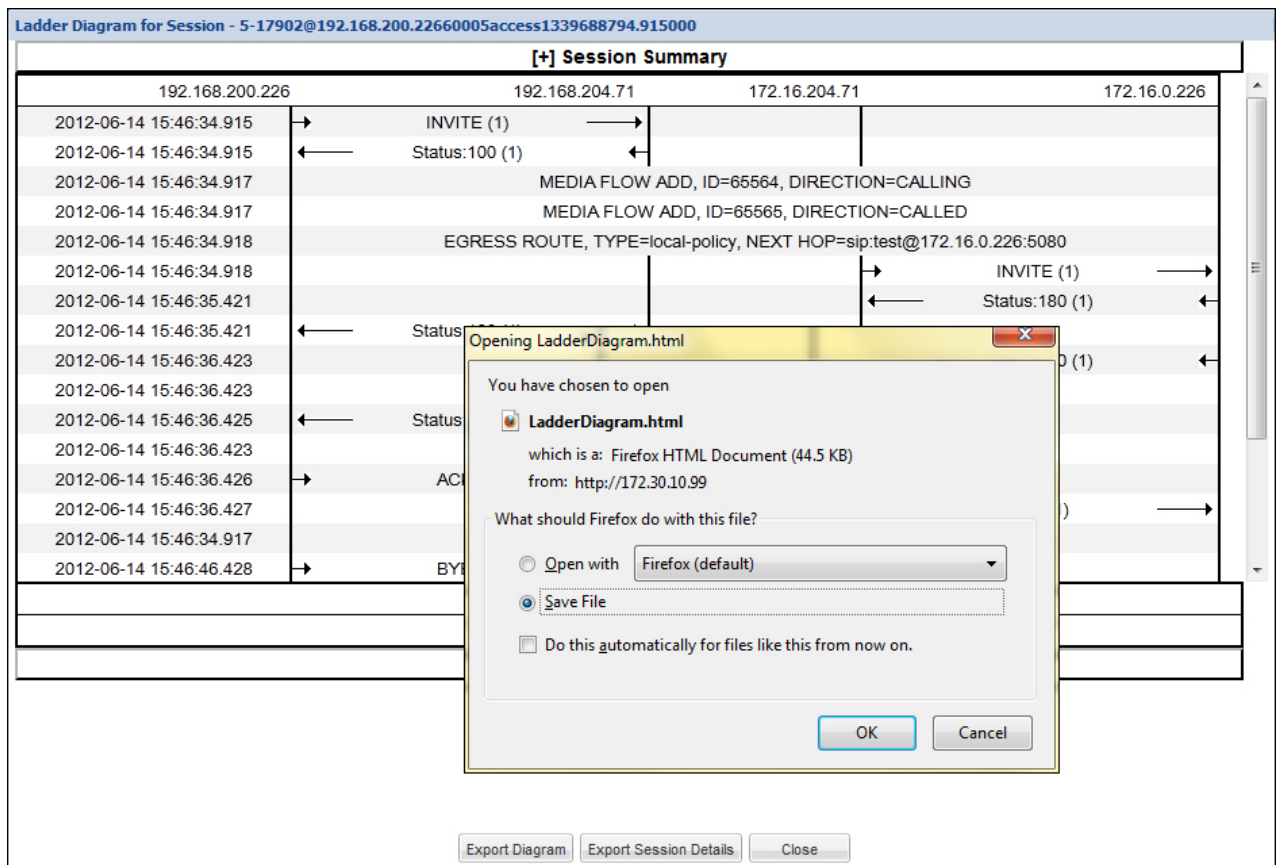 Ladder Diagram for Session - 5-17902@192.168.200.22660005access1339688794.915000
[+] Session Summary
192.168.200.226 192.168.204.71 172.16.204.71 172.16.0.226
2012-06-14 15:46:34.915 INVITE (1)
2012-06-14 15:46:34.915 Status:100 (1)
2012-06-14 15:46:34.917 MEDIA FLOW ADD, ID=65564, DIRECTION=CALLING
2012-06-14 15:46:34.917 MEDIA FLOW ADD, ID=65565, DIRECTION=CALLED
2012-06-14 15:46:34.918 EGRESS ROUTE, TYPE=local-policy, NEXT HOP=sip:test@172.16.0.226:5080
2012-06-14 15:46:34.918 INVITE (1)
2012-06-14 15:46:35.421 Status:180 (1)
2012-06-14 15:46:35.421 Status
2012-06-14 15:46:36.423 (1)
2012-06-14 15:46:36.423
2012-06-14 15:46:36.425 Status
2012-06-14 15:46:36.423
2012-06-14 15:46:36.426
2012-06-14 15:46:36.427
2012-06-14 15:46:34.917
2012-06-14 15:46:46.428
Opening LadderDiagram.html
You have chosen to open
LadderDiagram.html
which is a: Firefox HTML Document (44.5 KB)
from: http://172.30.10.99
What should Firefox do with this file?
Open with Firefox (default)
Save File
Do this automatically for files like this from now on.
OK Cancel
Export Diagram Export Session Details Close